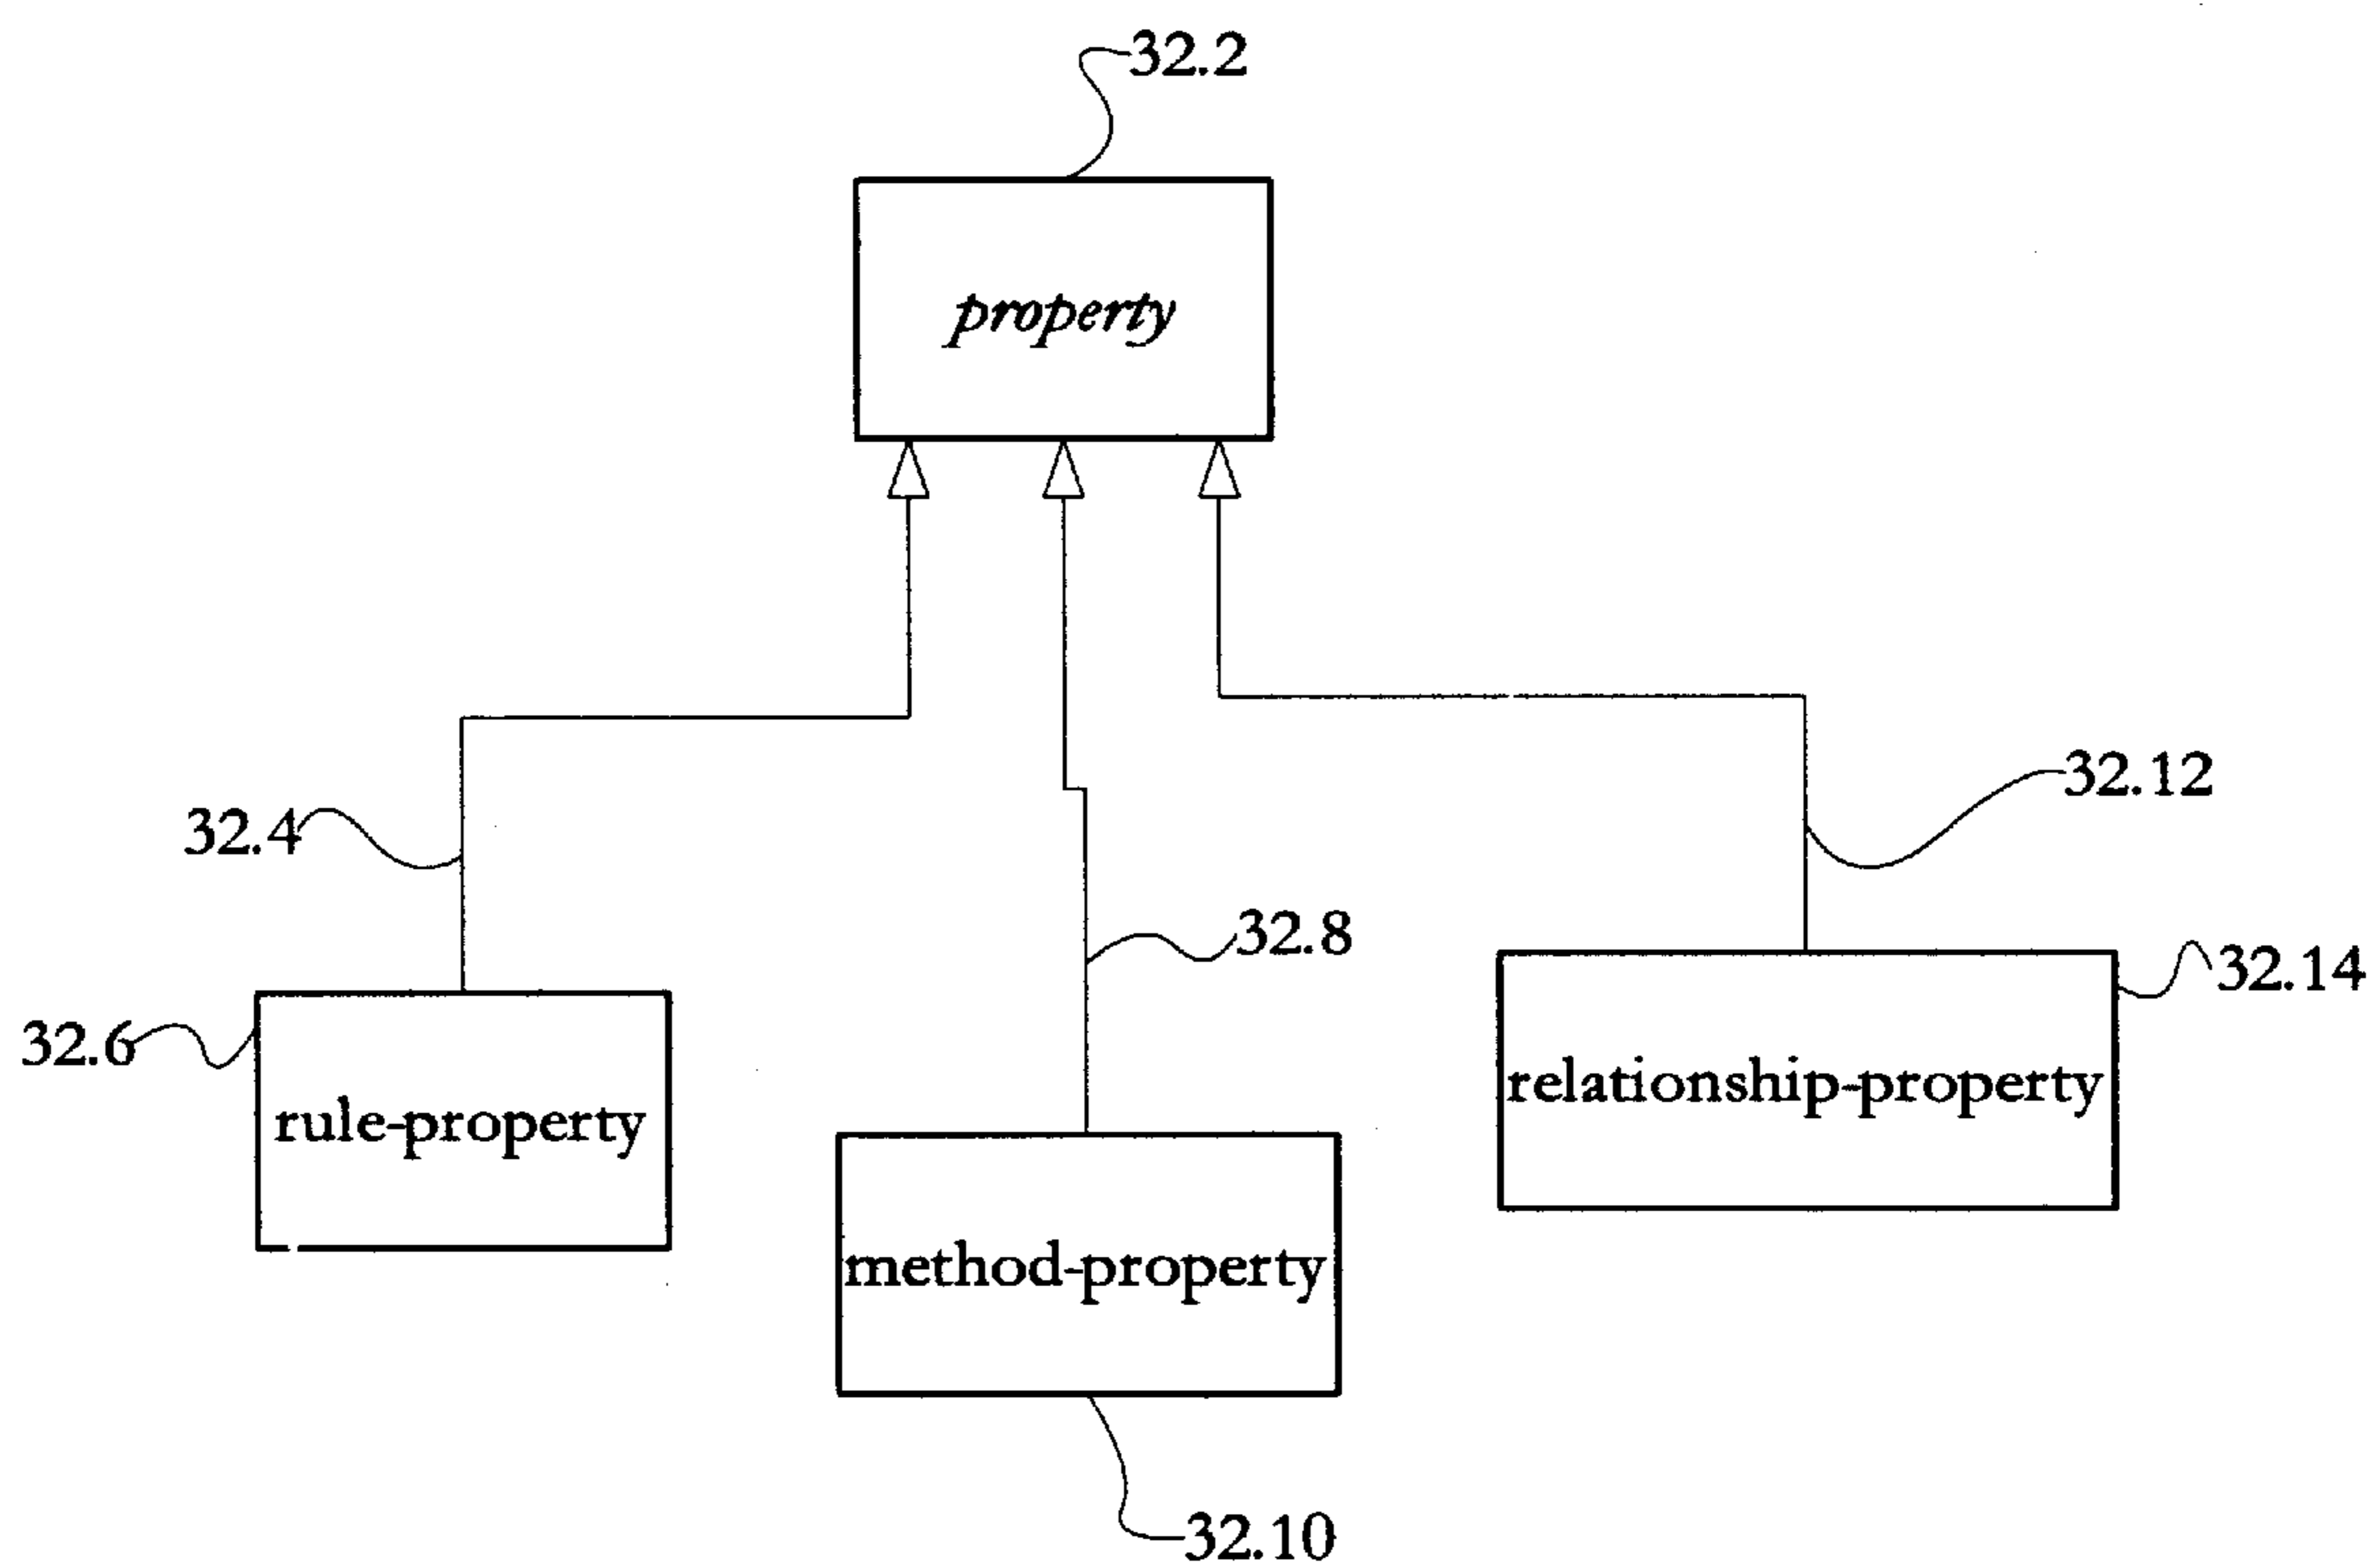 32.2
property
32.12
32.4
32.8
32.14
32.6
relationship-property
rule-property
method-property
32.10